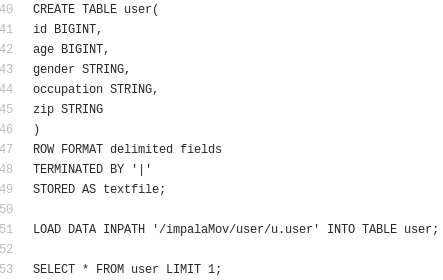 40 CREATE TABLE user(
41 id BIGINT,
42 age BIGINT,
43 gender STRING,
44 occupation STRING,
45 zip STRING
46 )
47 ROW FORMAT delimited fields
48 TERMINATED BY '|'
49 STORED AS textfile;
50
51 LOAD DATA INPATH '/impalaMov/user/u.user' INTO TABLE user;
52
53 SELECT * FROM user LIMIT 1;